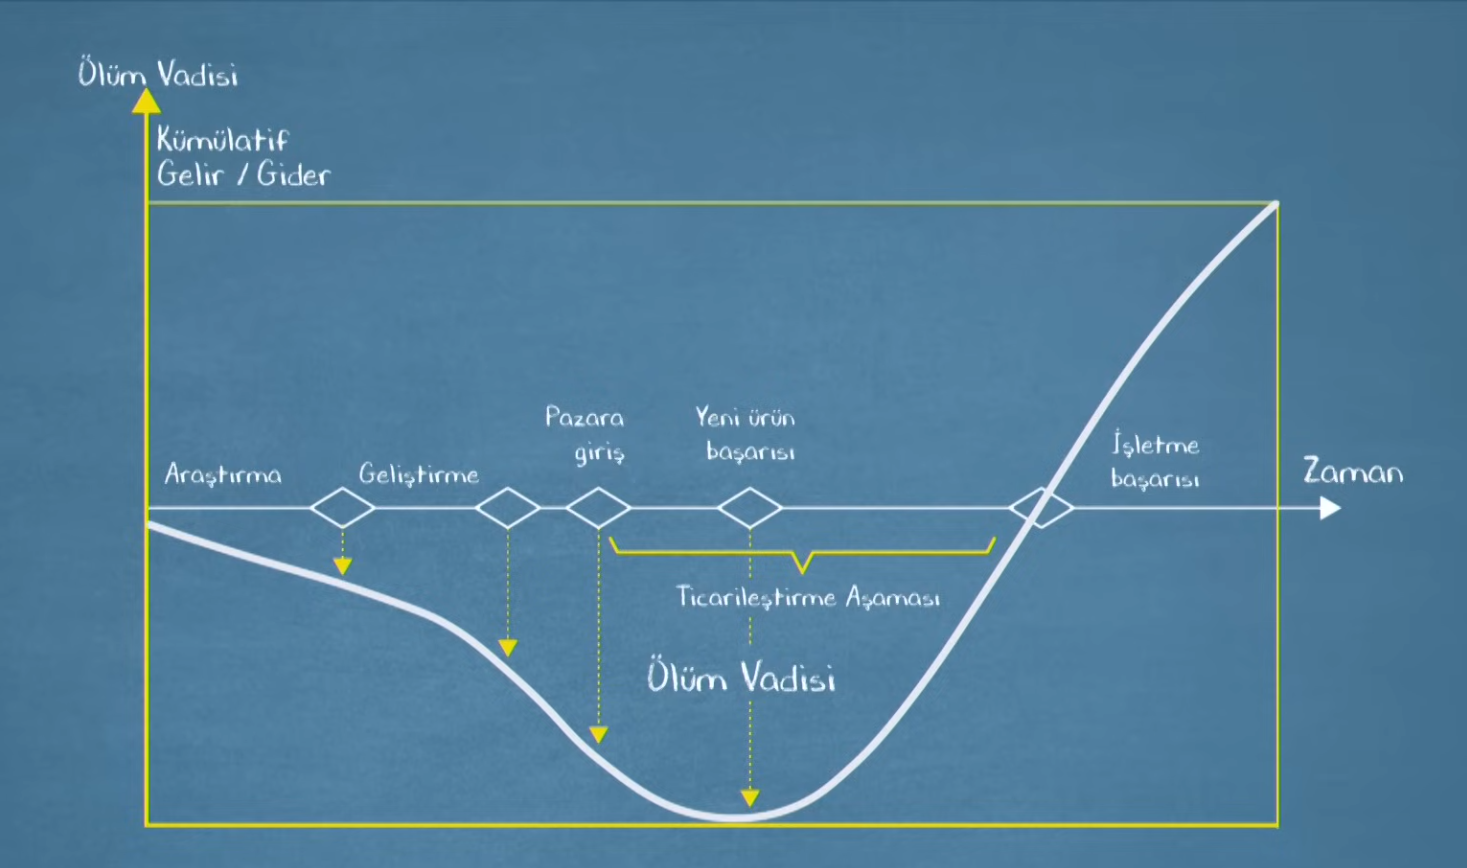 Ölüm Vadisi
Kümülatif
Gelir / Gider
Pazara
giriş
Yeni ürün
başarısı
Araştırma
Geliştirme
İşletme
başarısı
Zaman
Ticarileştirme Aşaması
Ölüm Vadisi